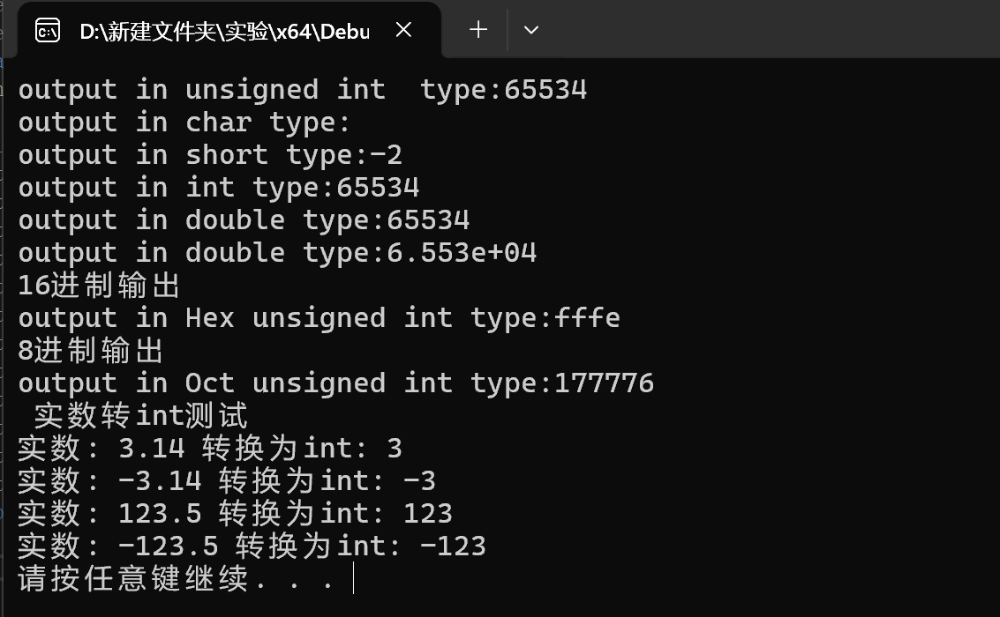 D:\新建文件夹\实验\x64\Debu
output in unsigned int  type:65534
output in char type:
output in short type:-2
output in int type:65534
output in double type:65534
output in double type:6.553e+04
16进制输出
output in Hex unsigned int type:fffe
8进制输出
output in Oct unsigned int type:177776
 实数转int测试
实数: 3.14 转换为int: 3
实数: -3.14 转换为int: -3
实数: 123.5 转换为int: 123
实数: -123.5 转换为int: -123
请按任意键继续. . .